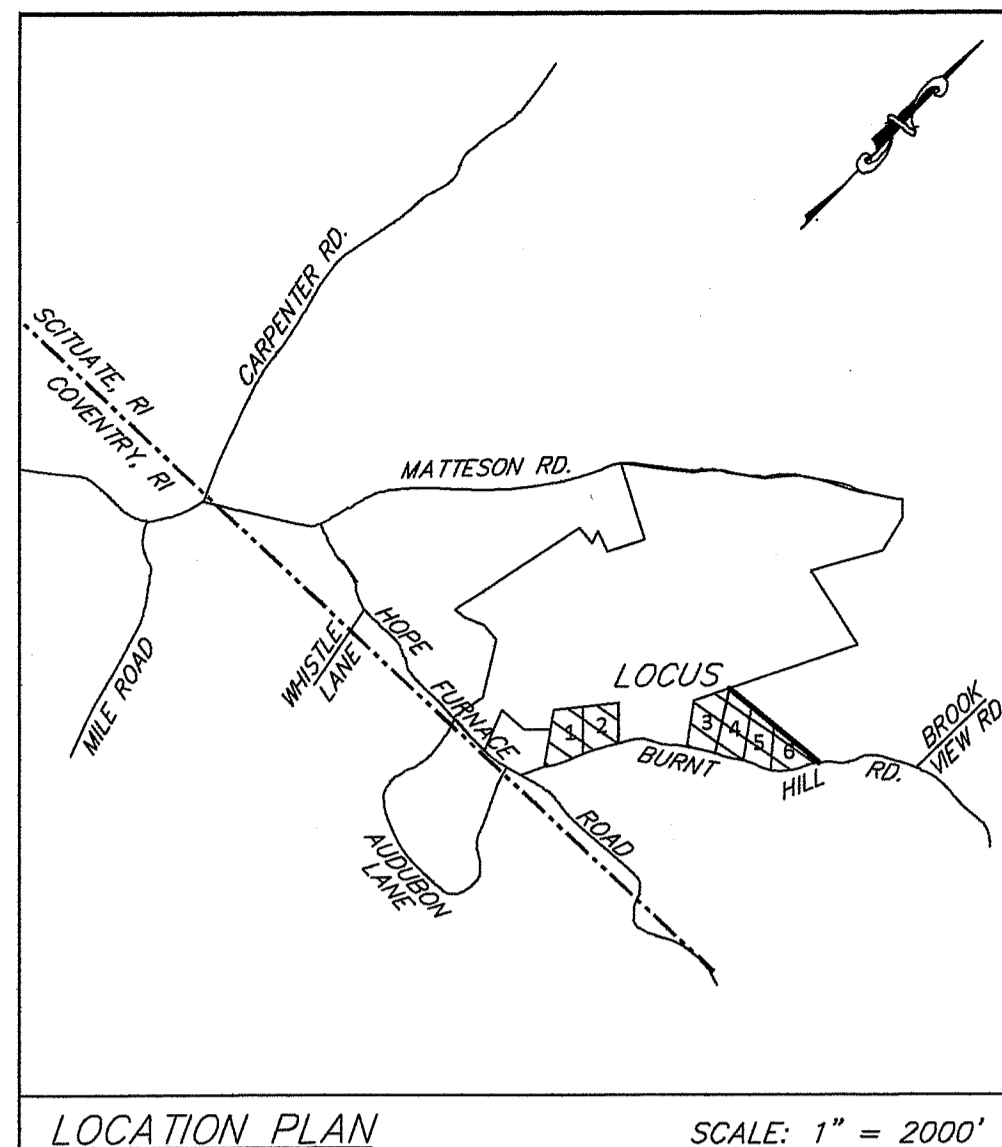 CARPENTER RD.
SCITUATE, RI
COVENTRY, RI
MATTESON RD.
MILE ROAD
WHISTLE
LANE
HOPE
FURNACE
ROAD
LOCUS
1
2
3
4
5
6
BURNT
HILL
RD.
BROOK
VIEW RD.
AUDUBON
LANE
LOCATION PLAN
SCALE: 1" = 2000'